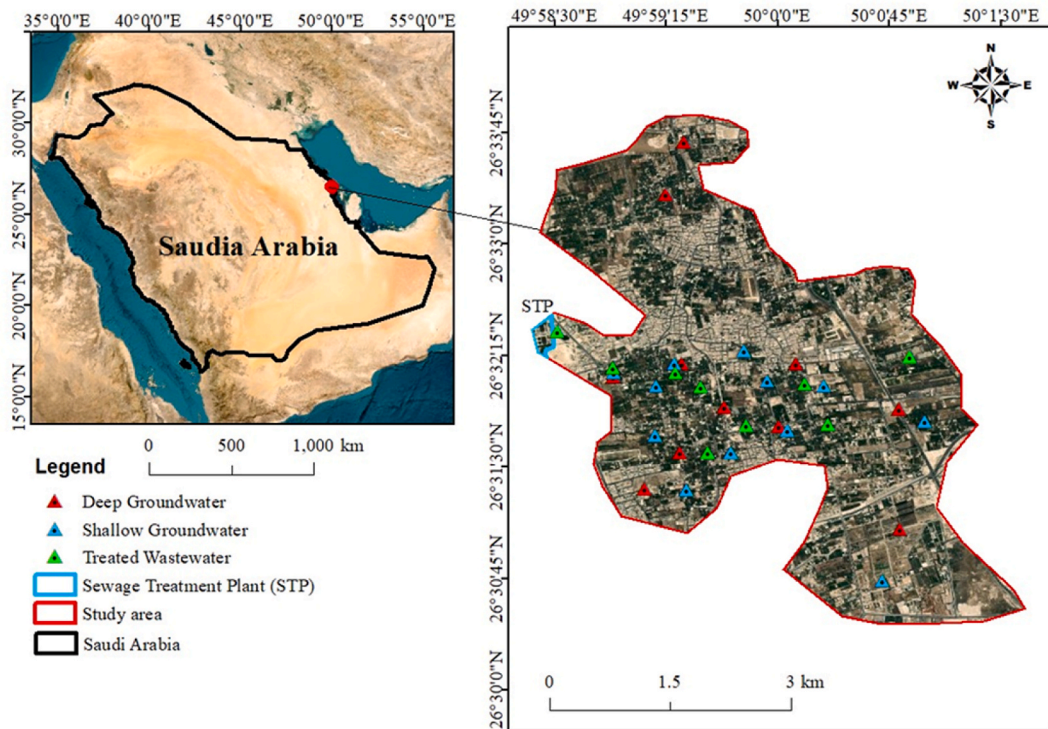 35°0'0"E 40°0'0"E 45°0'0"E 50°0'0"E 55°0'0"E
30°0'0"N
25°0'0"N
20°0'0"N
15°0'0"N
Saudia Arabia
0 500 1,000 km
Legend
Deep Groundwater
Shallow Groundwater
Treated Wastewater
Sewage Treatment Plant (STP)
Study area
Saudi Arabia
49°58'30"E 49°59'15"E 50°0'0"E 50°0'45"E 50°1'30"E
26°33'45"N
26°33'0"N
26°32'15"N
26°31'30"N
26°30'45"N
26°30'0"N
N
W E
S
STP
0 1.5 3 km